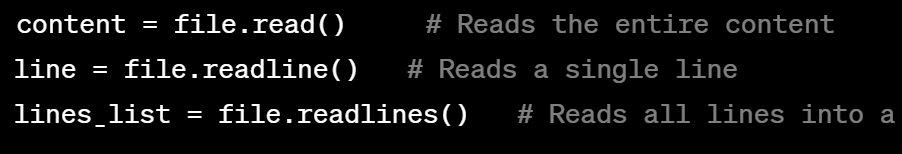 content = file.read()     # Reads the entire content
line = file.readline()   # Reads a single line
lines_list = file.readlines()   # Reads all lines into a